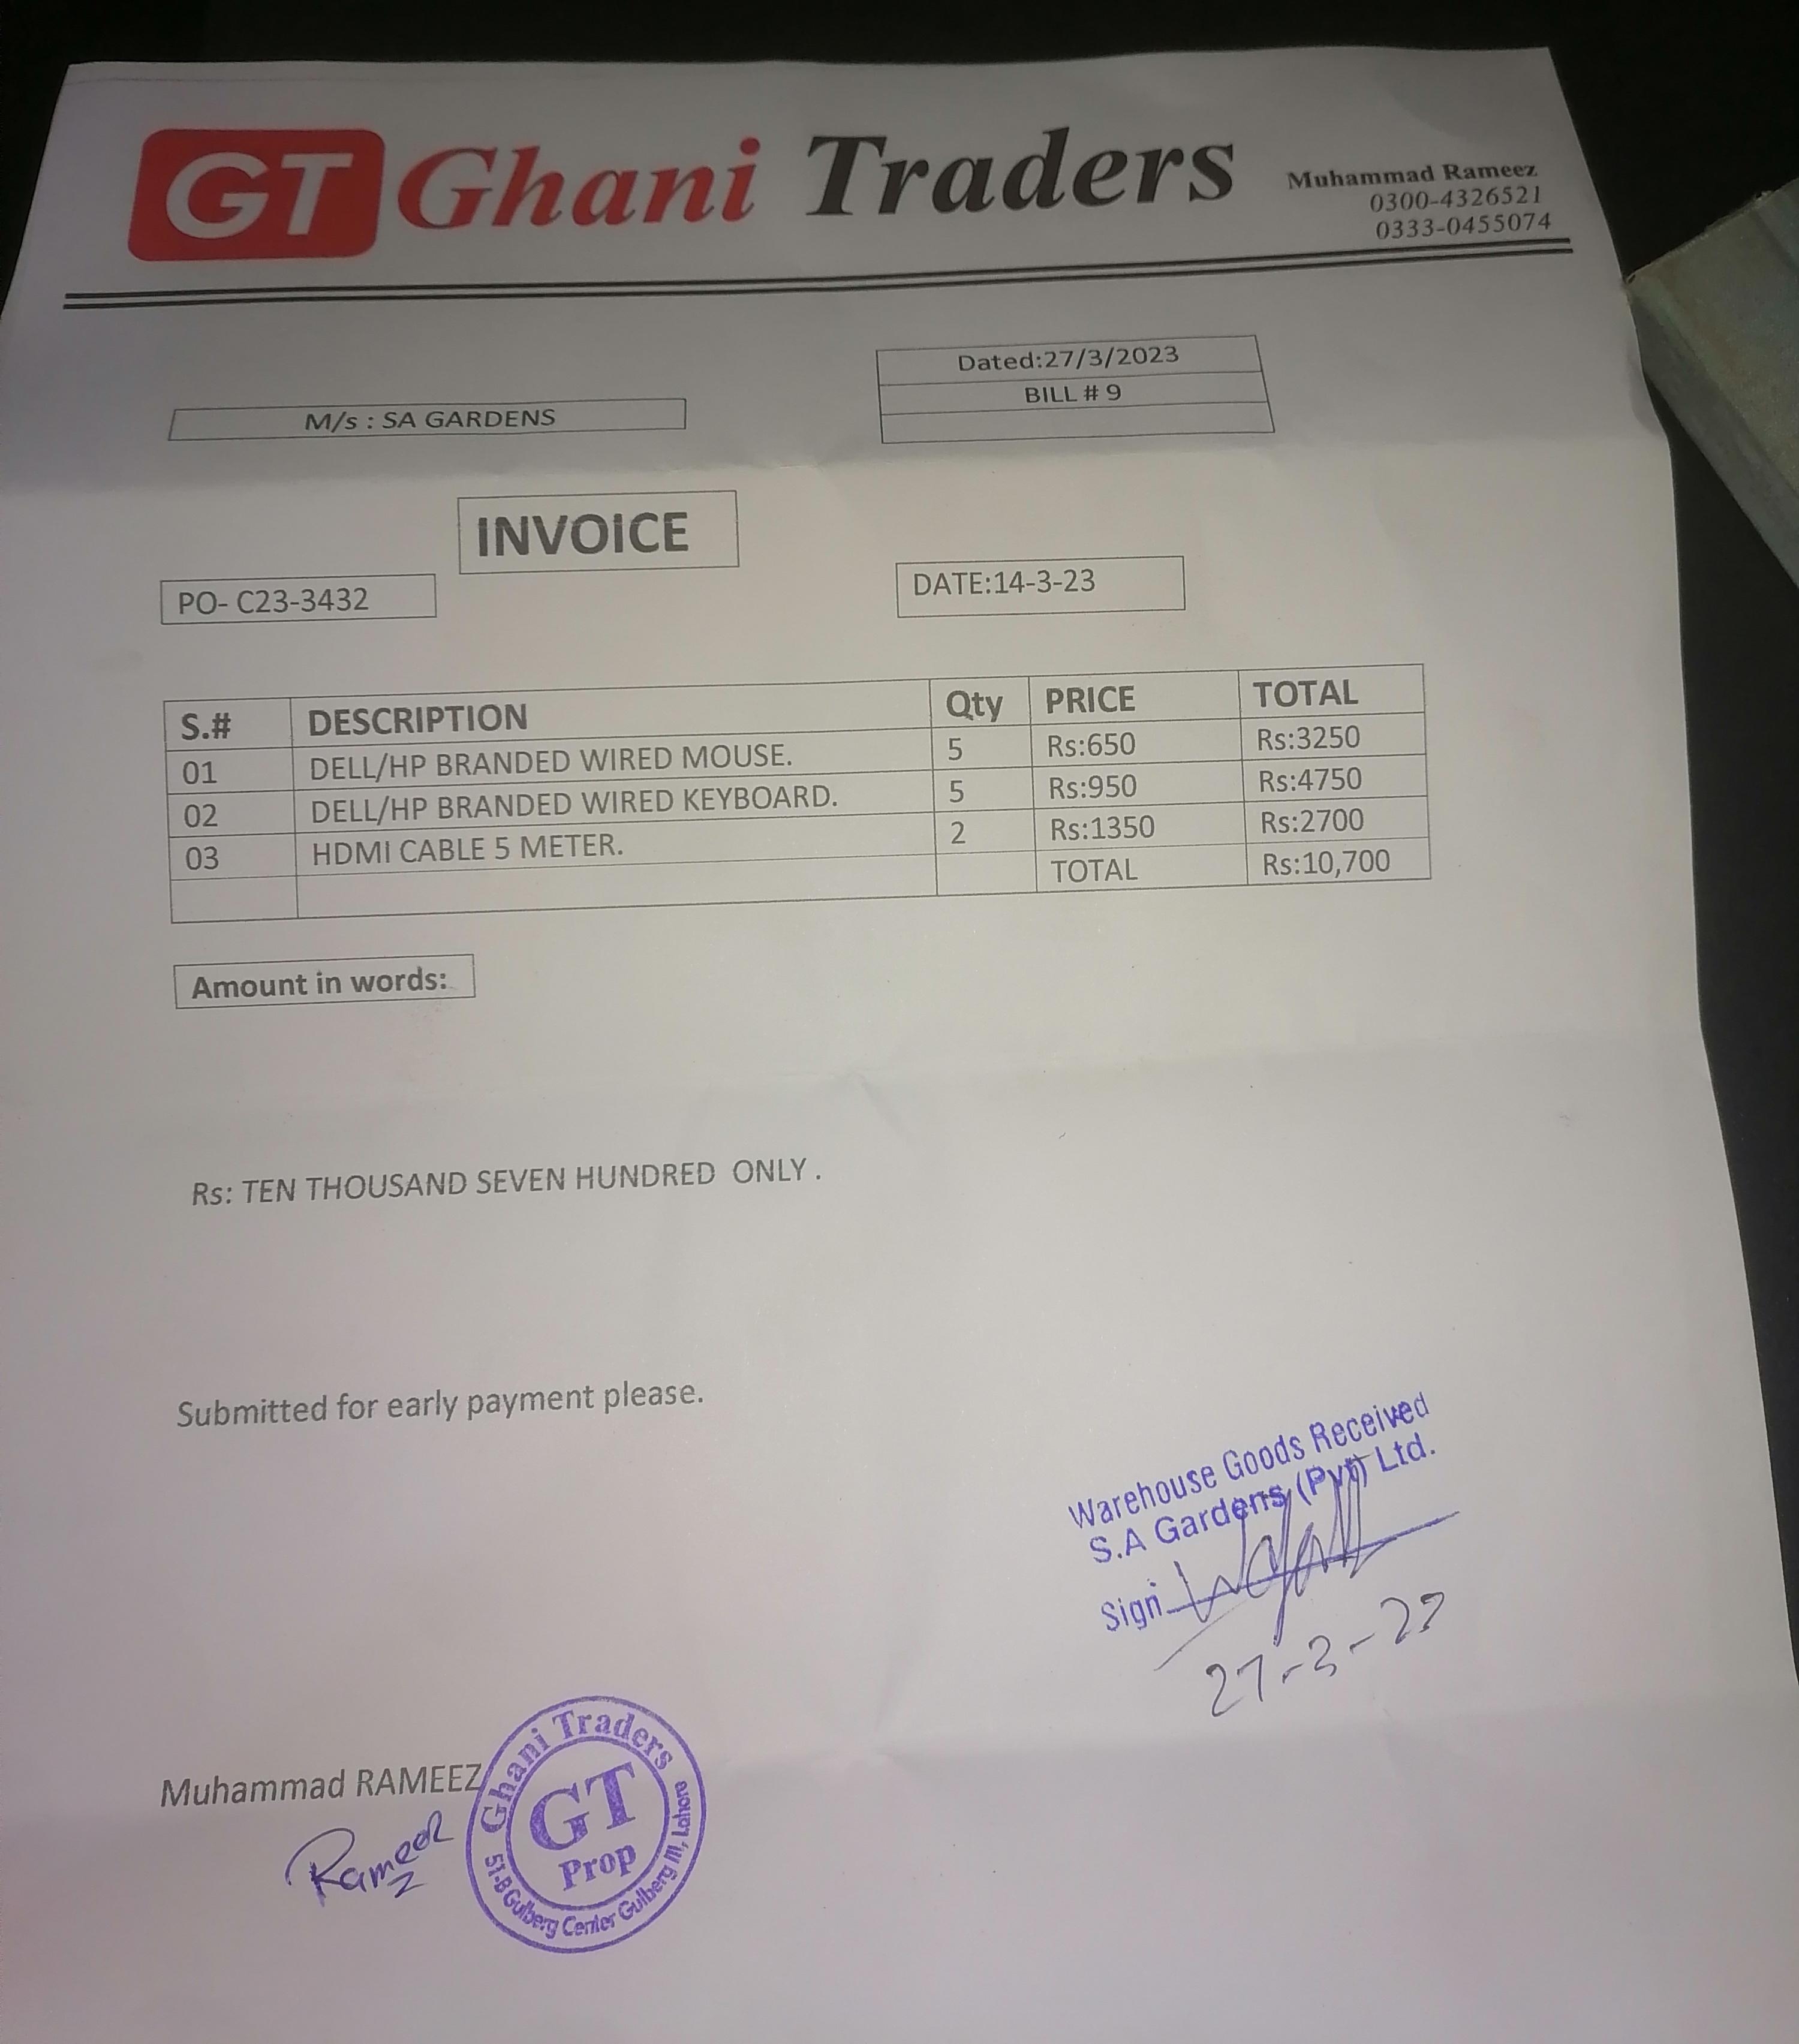 GT Ghani Traders
Muhammad Rameez
0300-4326521
0333-0455074
Dated:27/3/2023
BILL # 9
M/s : SA GARDENS
INVOICE
PO- C23-3432
DATE:14-3-23
S.# DESCRIPTION Qty PRICE TOTAL
01 DELL/HP BRANDED WIRED MOUSE. 5 Rs:650 Rs:3250
02 DELL/HP BRANDED WIRED KEYBOARD. 5 Rs:950 Rs:4750
03 HDMI CABLE 5 METER. 2 Rs:1350 Rs:2700
TOTAL Rs:10,700
Amount in words:
Rs: TEN THOUSAND SEVEN HUNDRED ONLY .
Submitted for early payment please.
Warehouse Goods Received
S.A Gardens (Pvt) Ltd.
Sign
27-3-23
Muhammad RAMEEZ
Rameez
Ghani Traders
GT
Prop
51-B Gulberg Center Gulberg III, Lahore